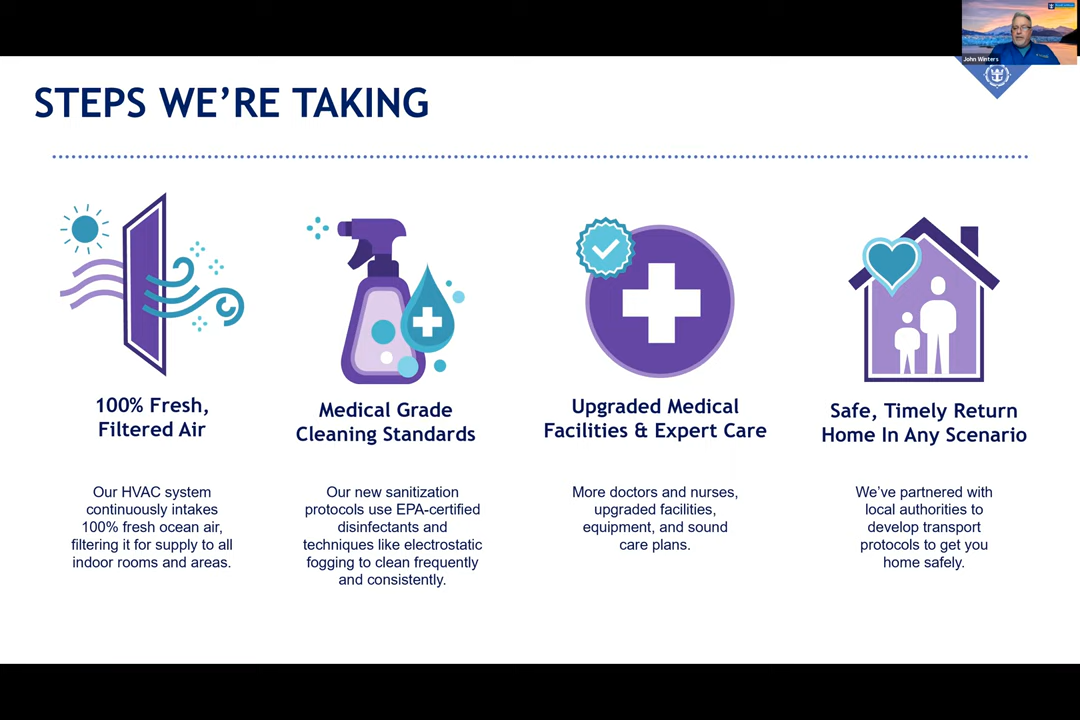 John Winters
STEPS WE’RE TAKING
100% Fresh,
Filtered Air
Our HVAC system
continuously intakes
100% fresh ocean air,
filtering it for supply to all
indoor rooms and areas.
Medical Grade
Cleaning Standards
Our new sanitization
protocols use EPA-certified
disinfectants and
techniques like electrostatic
fogging to clean frequently
and consistently.
Upgraded Medical
Facilities & Expert Care
More doctors and nurses,
upgraded facilities,
equipment, and sound
care plans.
Safe, Timely Return
Home In Any Scenario
We’ve partnered with
local authorities to
develop transport
protocols to get you
home safely.